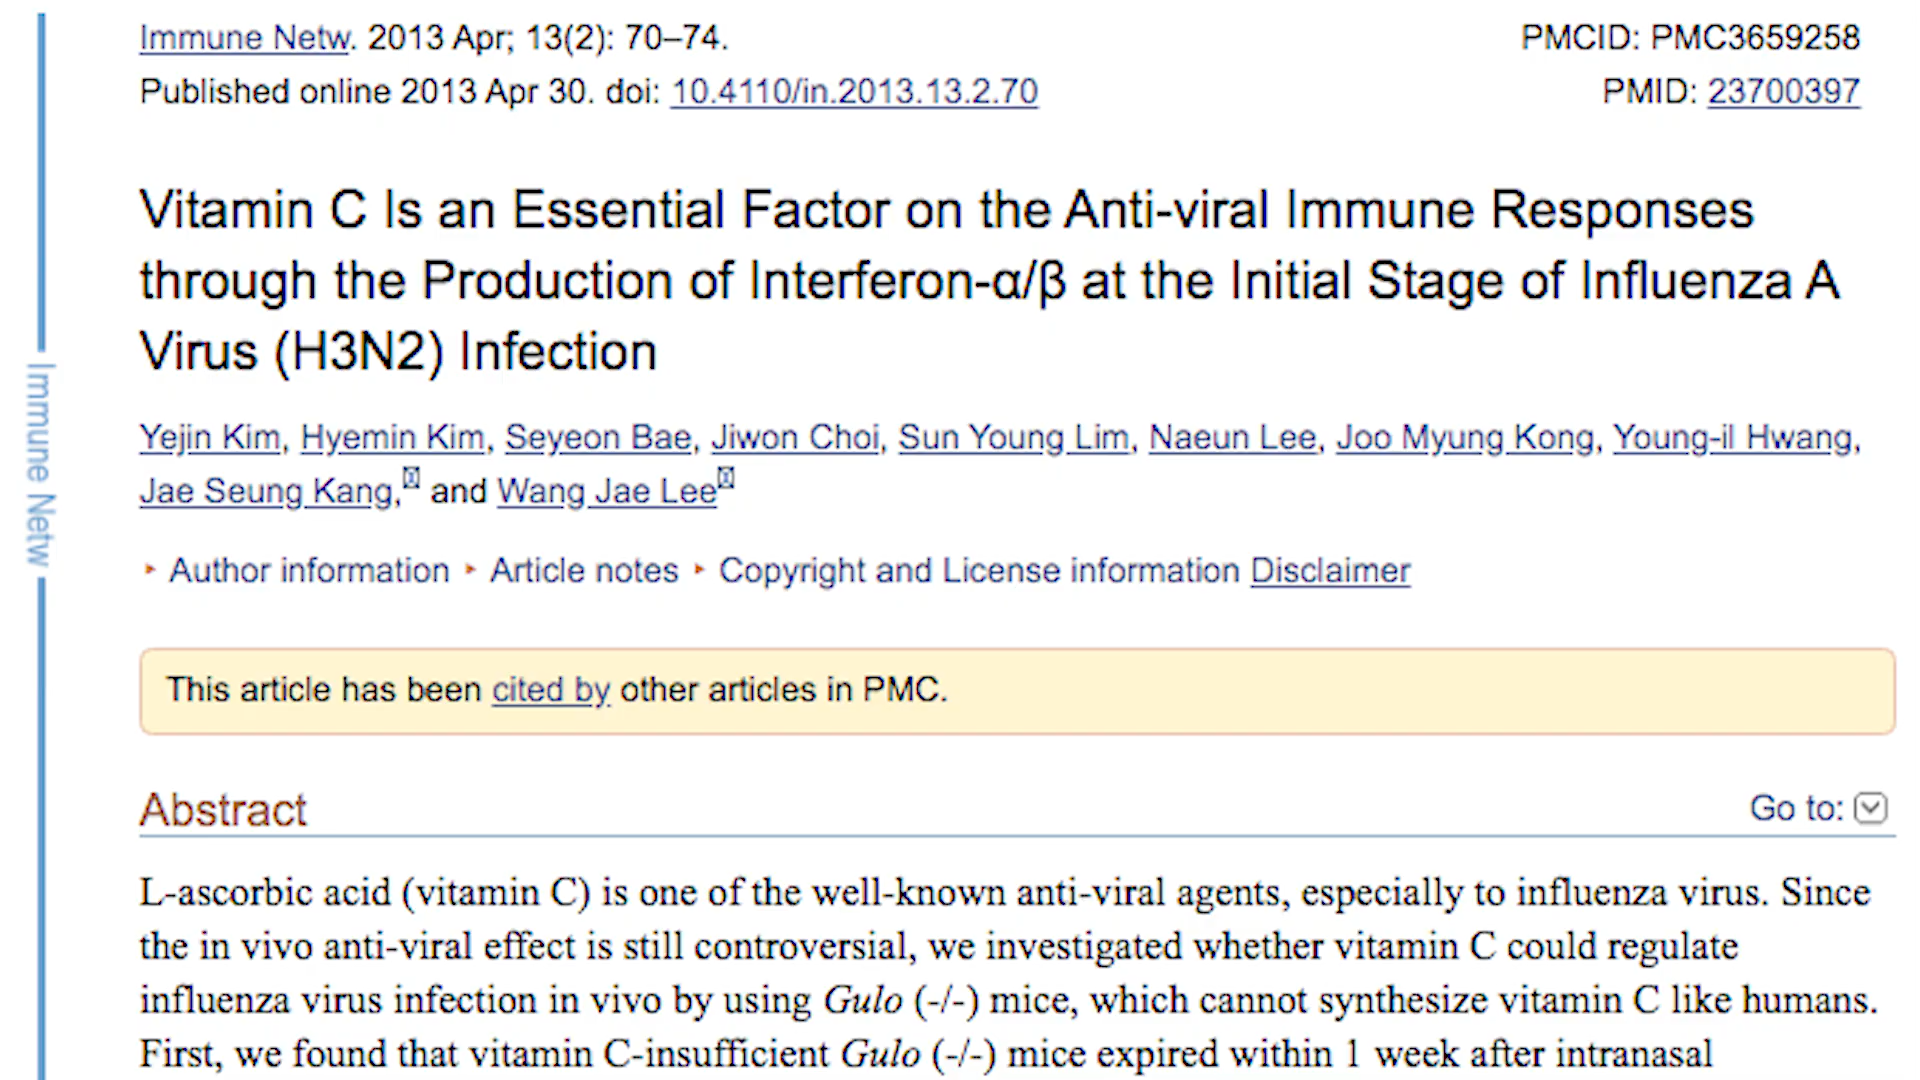 Immune Netw. 2013 Apr; 13(2): 70–74.
PMCID: PMC3659258
Published online 2013 Apr 30. doi: 10.4110/in.2013.13.2.70
PMID: 23700397
Vitamin C Is an Essential Factor on the Anti-viral Immune Responses
through the Production of Interferon-α/β at the Initial Stage of Influenza A
Virus (H3N2) Infection
Yejin Kim, Hyemin Kim, Seyeon Bae, Jiwon Choi, Sun Young Lim, Naeun Lee, Joo Myung Kong, Young-il Hwang,
Jae Seung Kang, and Wang Jae Lee
Author information Article notes Copyright and License information Disclaimer
This article has been cited by other articles in PMC.
Abstract
Go to:
L-ascorbic acid (vitamin C) is one of the well-known anti-viral agents, especially to influenza virus. Since
the in vivo anti-viral effect is still controversial, we investigated whether vitamin C could regulate
influenza virus infection in vivo by using Gulo (-/-) mice, which cannot synthesize vitamin C like humans.
First, we found that vitamin C-insufficient Gulo (-/-) mice expired within 1 week after intranasal
Immune Netw